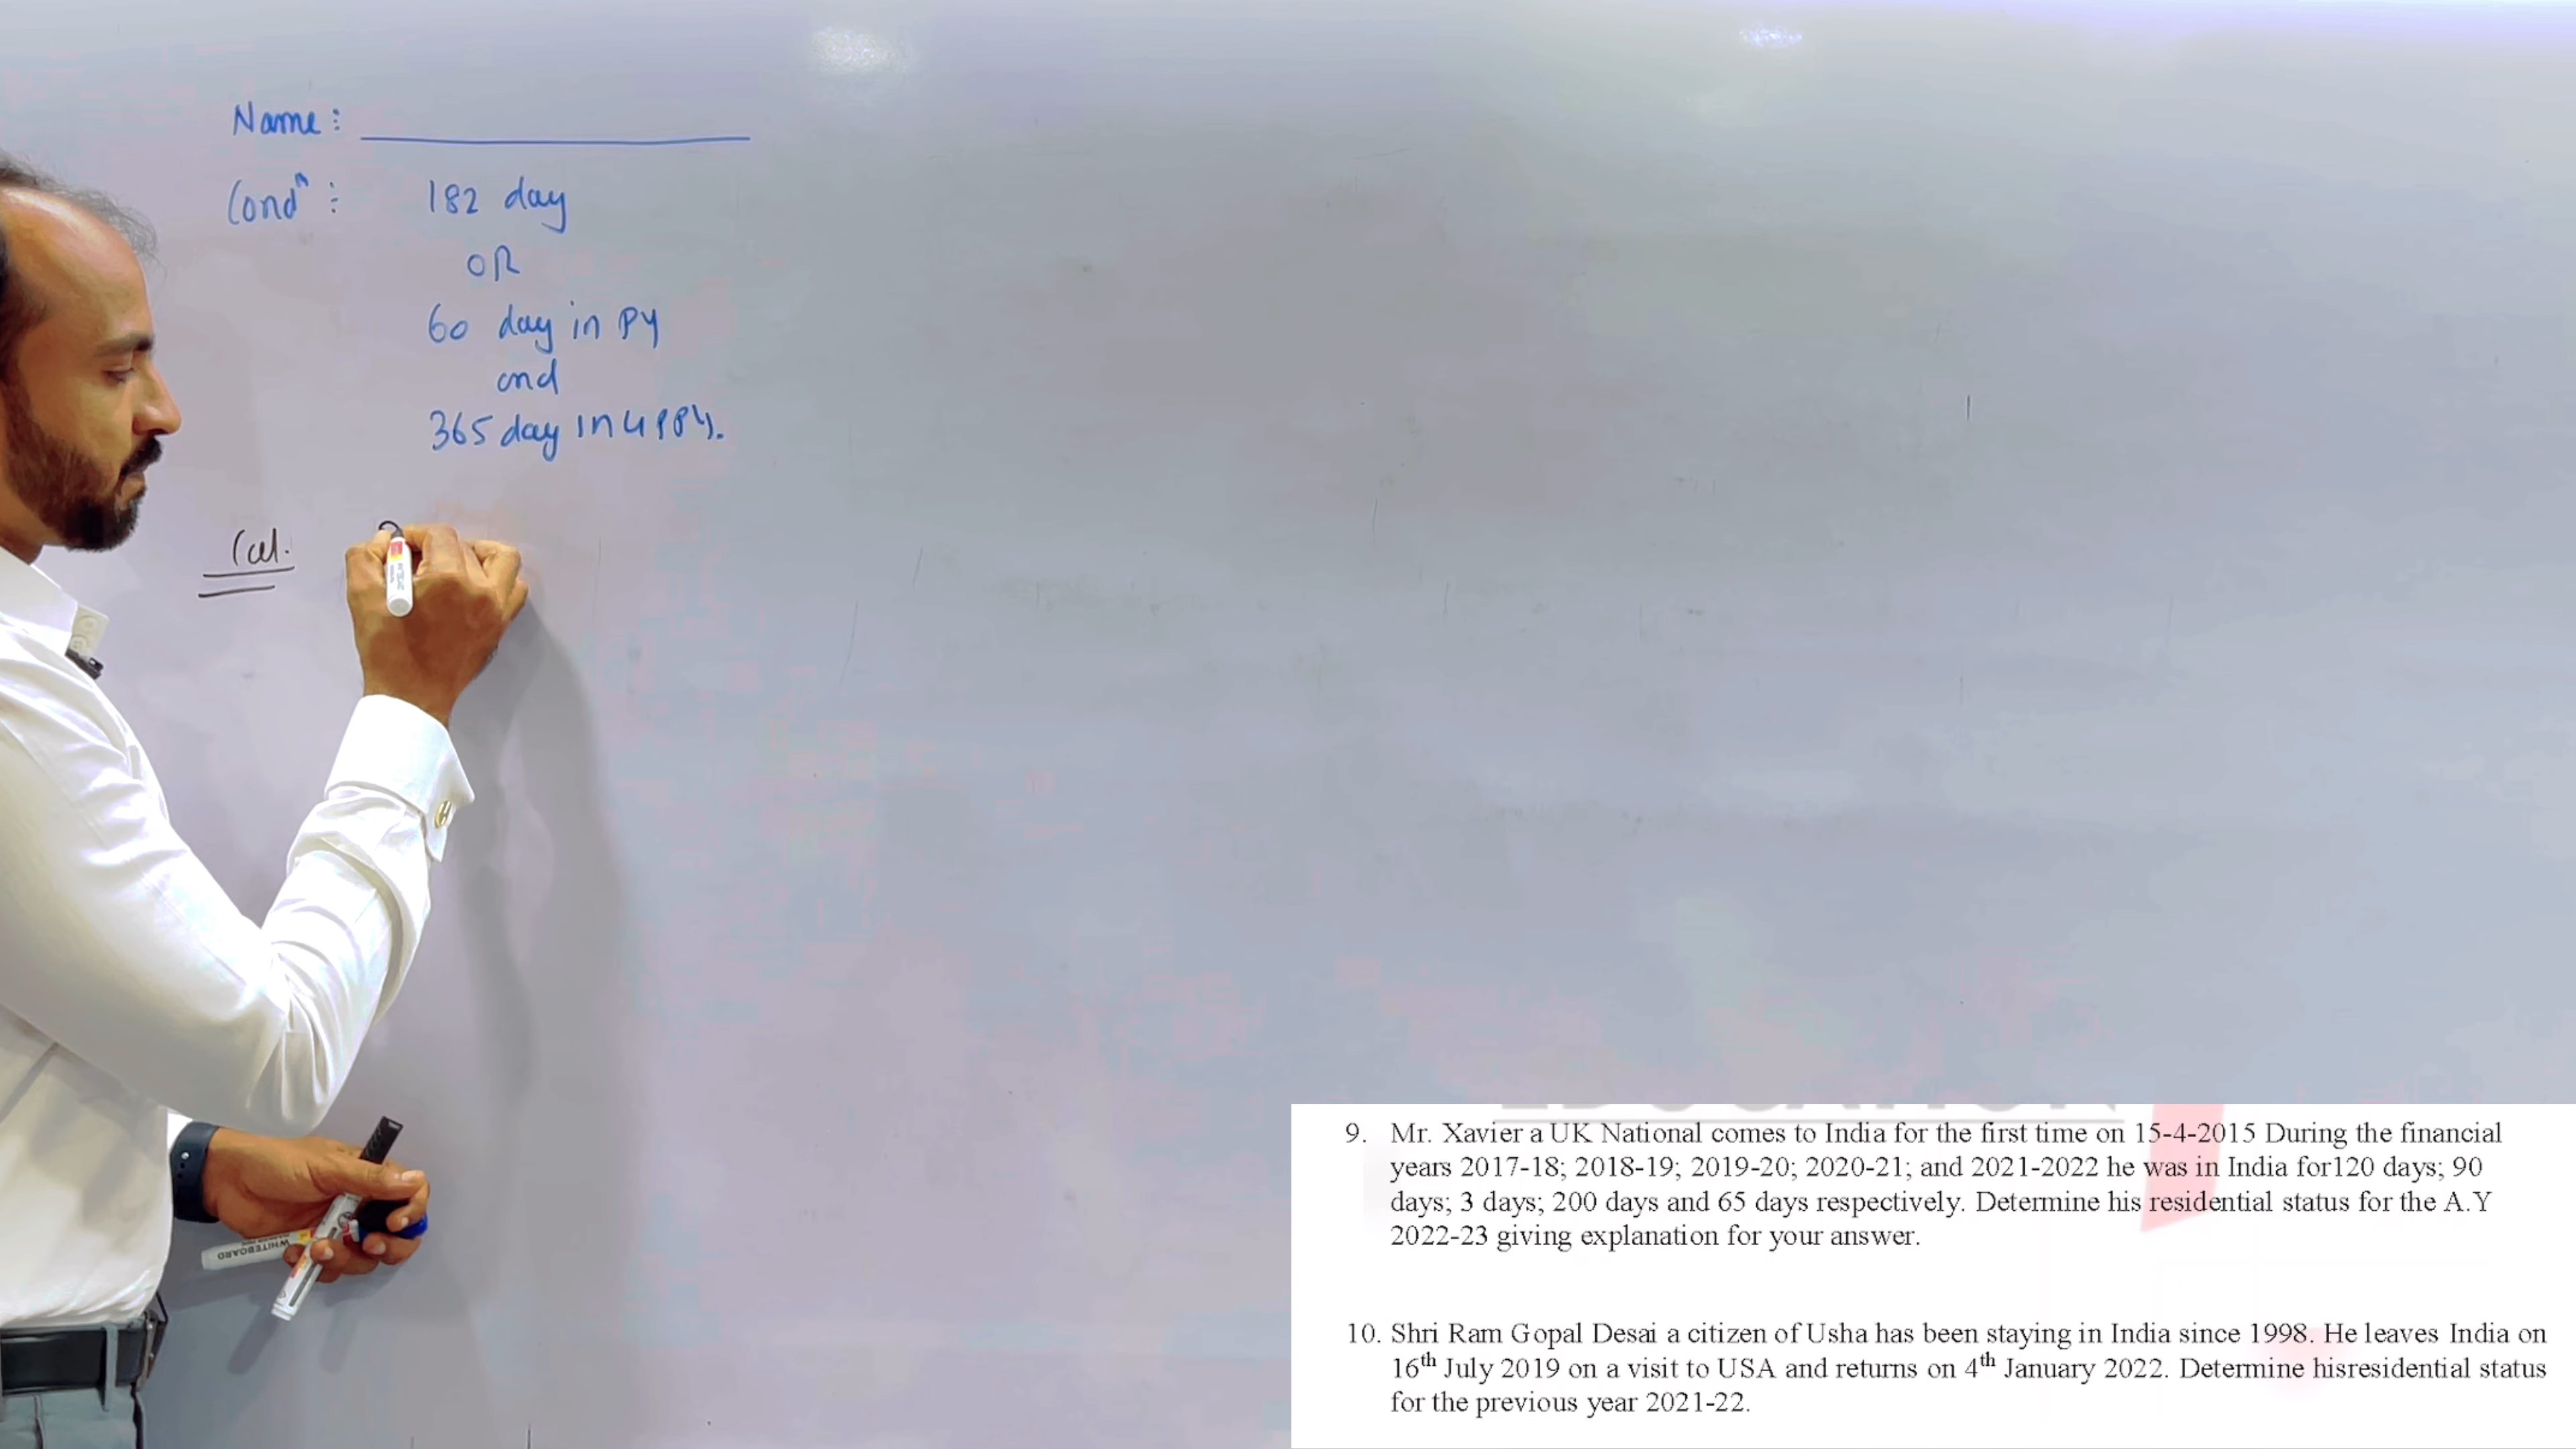 Name :
Condⁿ : 182 day
OR
60 day in PY
and
365 day in 4 PPY.
Cal.
WHITEBOARD
9. Mr. Xavier a UK National comes to India for the first time on 15-4-2015 During the financial
years 2017-18; 2018-19; 2019-20; 2020-21; and 2021-2022 he was in India for120 days; 90
days; 3 days; 200 days and 65 days respectively. Determine his residential status for the A.Y
2022-23 giving explanation for your answer.
10. Shri Ram Gopal Desai a citizen of Usha has been staying in India since 1998. He leaves India on
16th July 2019 on a visit to USA and returns on 4th January 2022. Determine hisresidential status
for the previous year 2021-22.